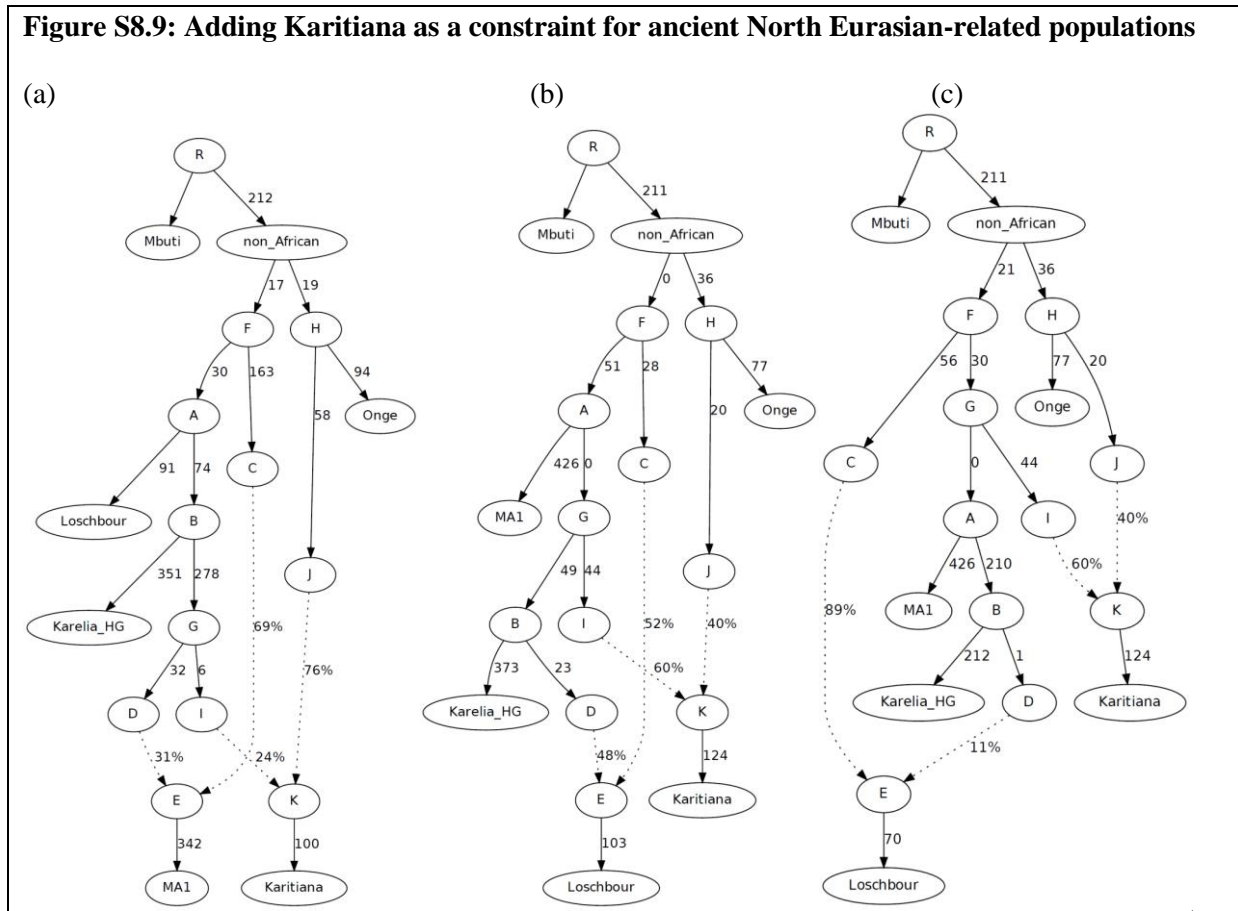 Figure S8.9: Adding Karitiana as a constraint for ancient North Eurasian-related populations
(a)
R
212
Mbuti
non_African
17
19
F
H
30
163
94
A
58
Onge
C
91
74
Loschbour
B
351
278
J
Karelia_HG
G
69%
32
6
76%
D
I
31%
24%
E
K
342
100
MA1
Karitiana
(b)
R
211
Mbuti
non_African
0
36
F
H
51
28
77
A
20
Onge
C
426
0
MA1
G
49
44
J
B
I
52%
40%
373
23
60%
Karelia_HG
D
K
48%
124
E
Karitiana
103
Loschbour
(c)
R
211
Mbuti
non_African
21
36
F
H
56
30
77
20
G
Onge
C
0
44
J
A
I
40%
426
210
60%
89%
MA1
B
K
212
1
124
Karelia_HG
D
Karitiana
11%
E
70
Loschbour